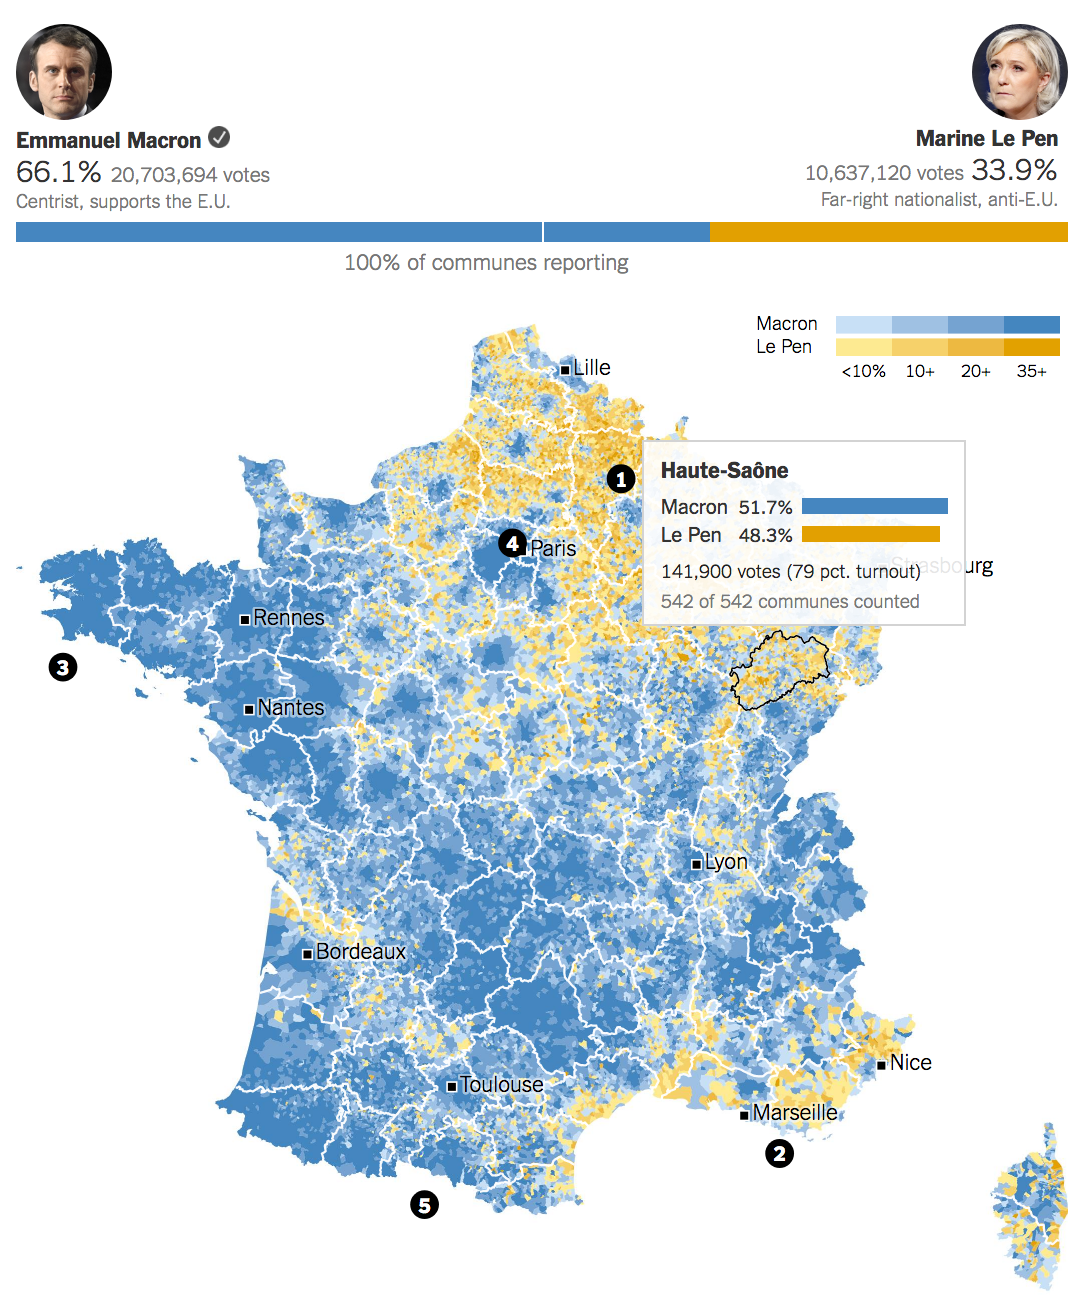 Emmanuel Macron
66.1% 20,703,694 votes
Centrist, supports the E.U.
Marine Le Pen
10,637,120 votes 33.9%
Far-right nationalist, anti-E.U.
100% of communes reporting
Macron
Le Pen
<10% 10+ 20+ 35+
Lille
1
Haute-Saône
Macron 51.7%
Le Pen 48.3%
141,900 votes (79 pct. turnout)
542 of 542 communes counted
4
Paris
Strasbourg
Rennes
3
Nantes
Lyon
Bordeaux
Nice
Toulouse
Marseille
2
5